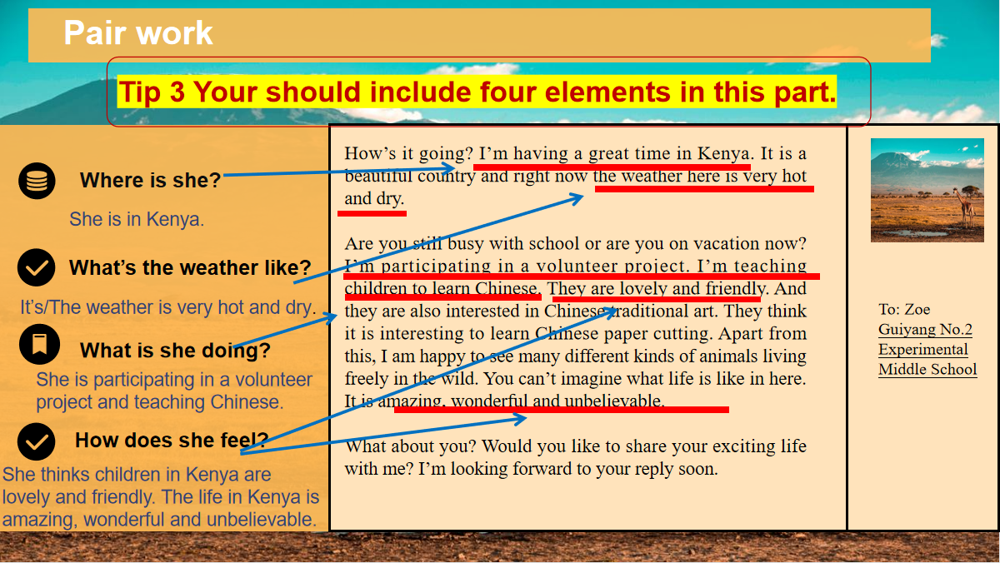 Pair work
Tip 3 Your should include four elements in this part.
Where is she?
She is in Kenya.
What's the weather like?
It's/The weather is very hot and dry.
What is she doing?
She is participating in a volunteer
project and teaching Chinese.
How does she feel?
She thinks children in Kenya are
lovely and friendly. The life in Kenya is
amazing, wonderful and unbelievable.
How's it going? I'm having a great time in Kenya. It is a
beautiful country and right now the weather here is very hot
and dry.
Are you still busy with school or are you on vacation now?
I'm participating in a volunteer project. I'm teaching
children to learn Chinese. They are lovely and friendly. And
they are also interested in Chinese traditional art. They think
it is interesting to learn Chinese paper cutting. Apart from
this, I am happy to see many different kinds of animals living
freely in the wild. You can't imagine what life is like in here.
It is amazing, wonderful and unbelievable.
What about you? Would you like to share your exciting life
with me? I'm looking forward to your reply soon.
To: Zoe
Guiyang No.2
Experimental
Middle School